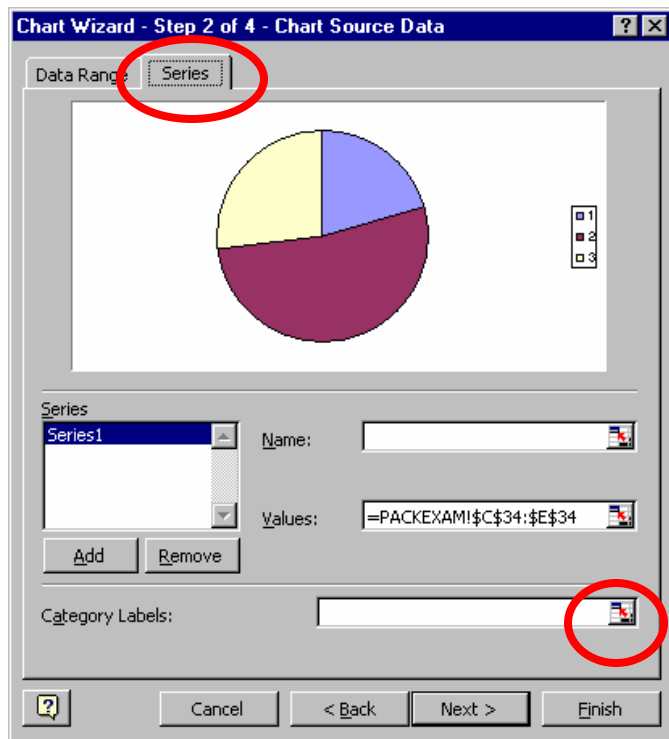 Chart Wizard - Step 2 of 4 - Chart Source Data
Data Range
Series
1
2
3
Series
Series1
Name:
Values:
=PACKEXAM!$C$34:$E$34
Add
Remove
Category Labels:
Cancel
< Back
Next >
Finish